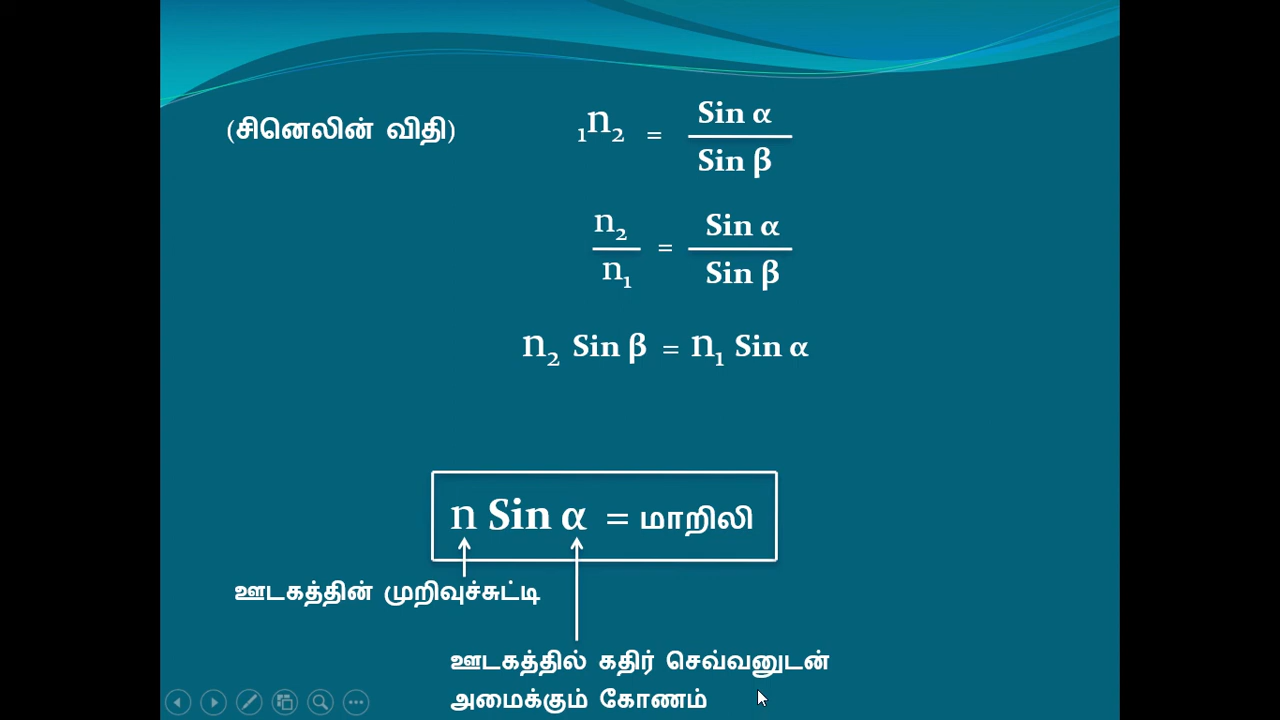 (சினெலின் விதி) ₁n₂ = Sin α / Sin β
n₂ / n₁ = Sin α / Sin β
n₂ Sin β = n₁ Sin α
n Sin α = மாறிலி
ஊடகத்தின் முறிவுச்சுட்டி
ஊடகத்தில் கதிர் செவ்வனுடன்
அமைக்கும் கோணம்